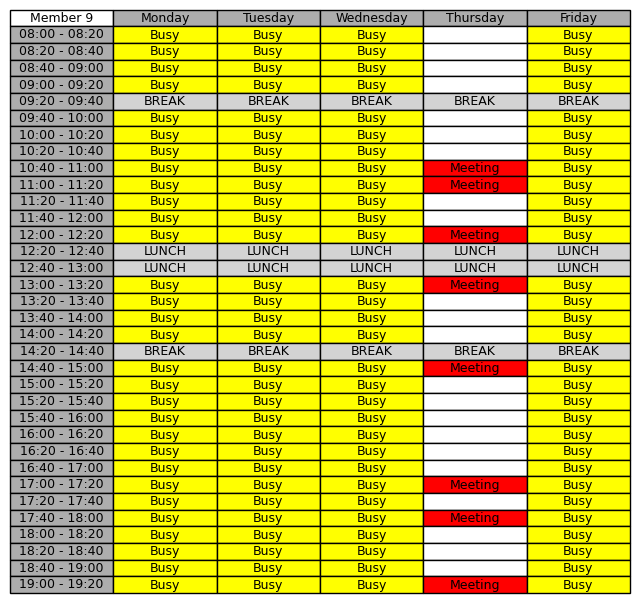 Member 9 Monday Tuesday Wednesday Thursday Friday
08:00 - 08:20 Busy Busy Busy Busy
08:20 - 08:40 Busy Busy Busy Busy
08:40 - 09:00 Busy Busy Busy Busy
09:00 - 09:20 Busy Busy Busy Busy
09:20 - 09:40 BREAK BREAK BREAK BREAK BREAK
09:40 - 10:00 Busy Busy Busy Busy
10:00 - 10:20 Busy Busy Busy Busy
10:20 - 10:40 Busy Busy Busy Busy
10:40 - 11:00 Busy Busy Busy Meeting Busy
11:00 - 11:20 Busy Busy Busy Meeting Busy
11:20 - 11:40 Busy Busy Busy Busy
11:40 - 12:00 Busy Busy Busy Busy
12:00 - 12:20 Busy Busy Busy Meeting Busy
12:20 - 12:40 LUNCH LUNCH LUNCH LUNCH LUNCH
12:40 - 13:00 LUNCH LUNCH LUNCH LUNCH LUNCH
13:00 - 13:20 Busy Busy Busy Meeting Busy
13:20 - 13:40 Busy Busy Busy Busy
13:40 - 14:00 Busy Busy Busy Busy
14:00 - 14:20 Busy Busy Busy Busy
14:20 - 14:40 BREAK BREAK BREAK BREAK BREAK
14:40 - 15:00 Busy Busy Busy Meeting Busy
15:00 - 15:20 Busy Busy Busy Busy
15:20 - 15:40 Busy Busy Busy Busy
15:40 - 16:00 Busy Busy Busy Busy
16:00 - 16:20 Busy Busy Busy Busy
16:20 - 16:40 Busy Busy Busy Busy
16:40 - 17:00 Busy Busy Busy Busy
17:00 - 17:20 Busy Busy Busy Meeting Busy
17:20 - 17:40 Busy Busy Busy Busy
17:40 - 18:00 Busy Busy Busy Meeting Busy
18:00 - 18:20 Busy Busy Busy Busy
18:20 - 18:40 Busy Busy Busy Busy
18:40 - 19:00 Busy Busy Busy Busy
19:00 - 19:20 Busy Busy Busy Meeting Busy